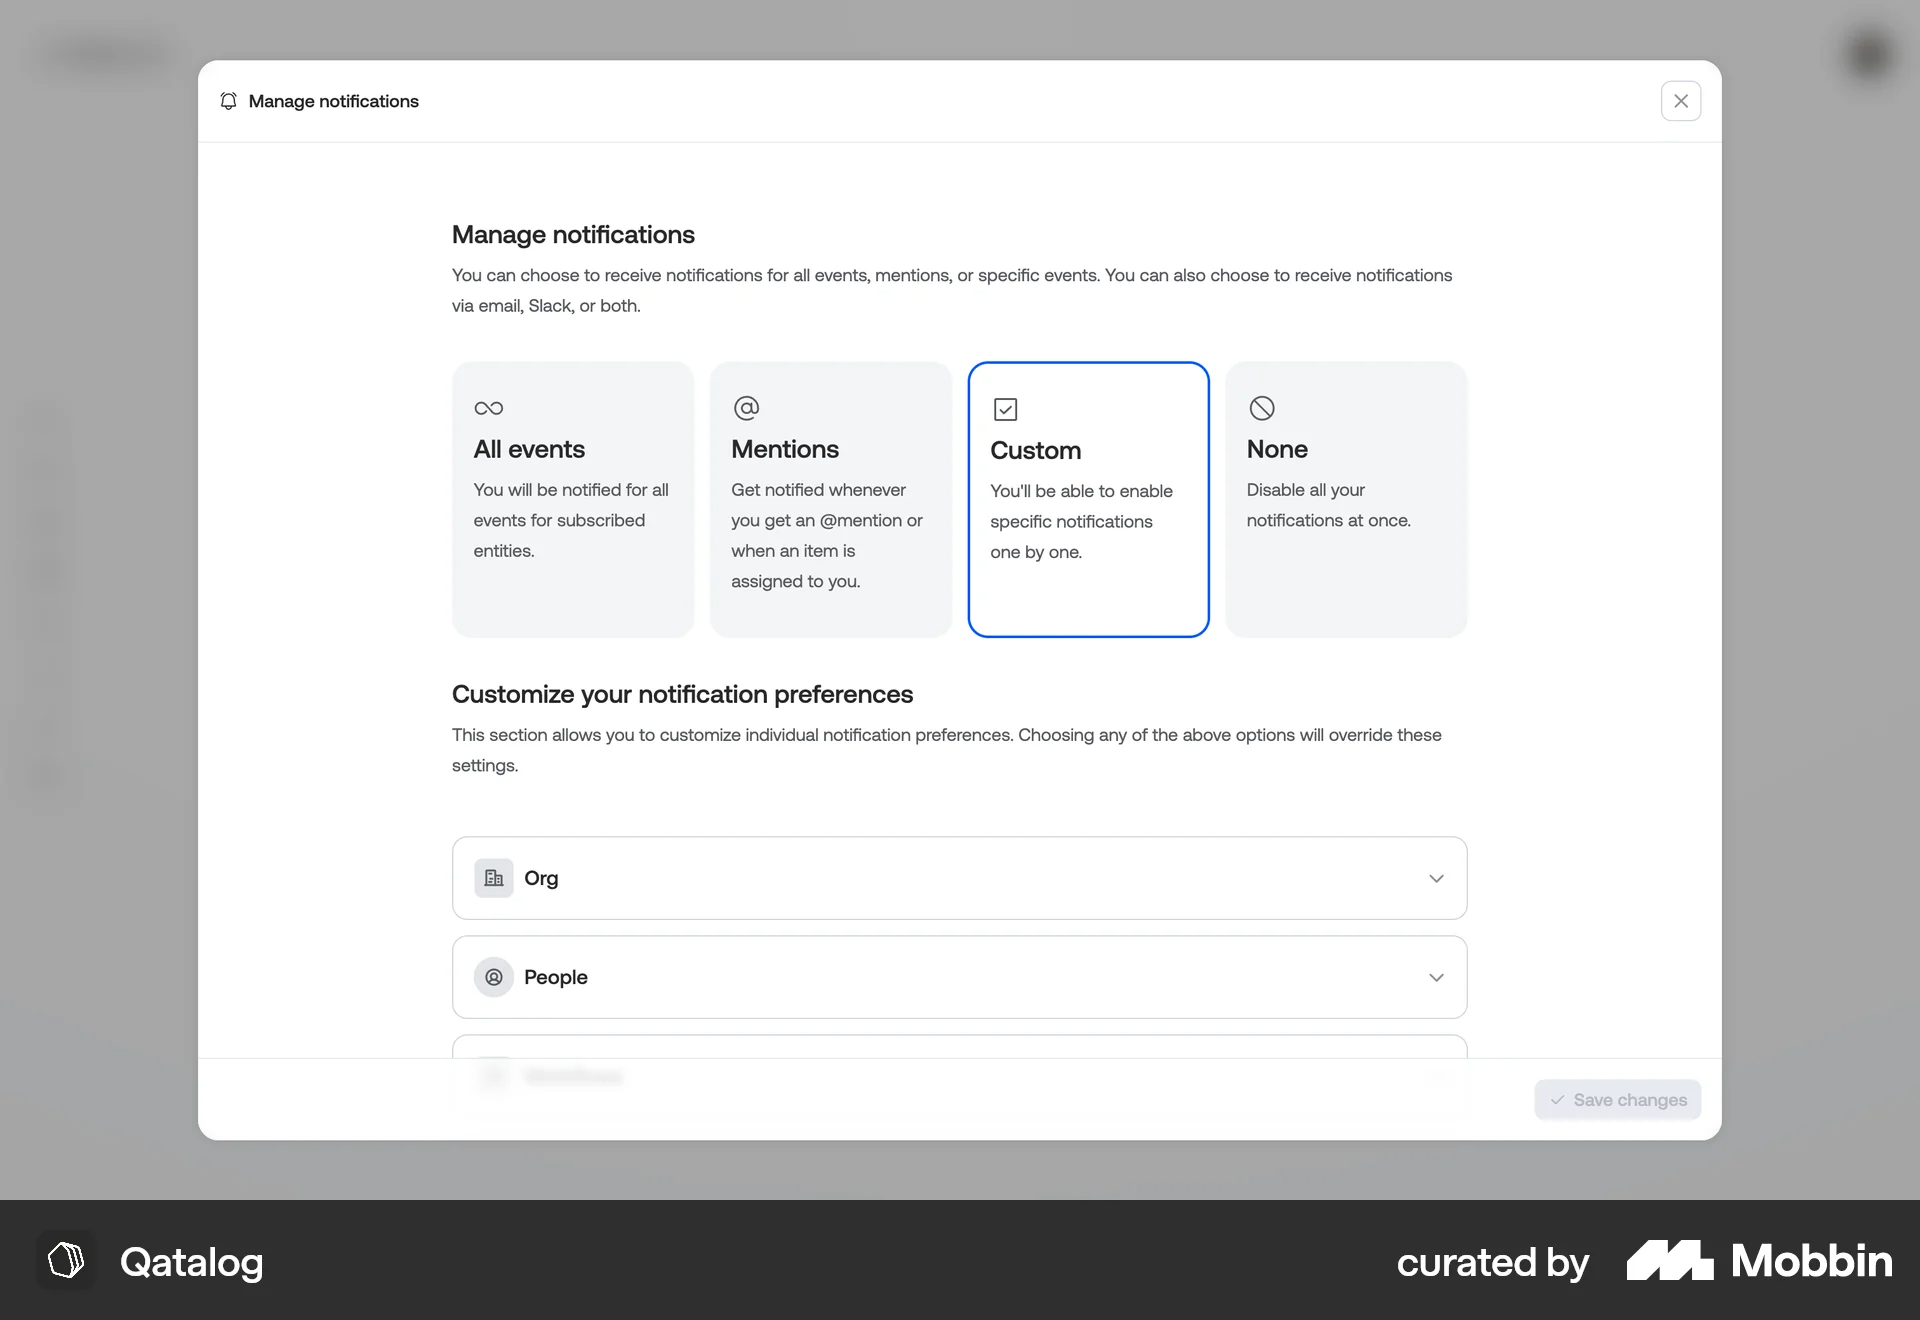 Manage notifications
Manage notifications
You can choose to receive notifications for all events, mentions, or specific events. You can also choose to receive notifications
via email, Slack, or both.
All events
You will be notified for all
events for subscribed
entities.
Mentions
Get notified whenever
you get an @mention or
when an item is
assigned to you.
Custom
You'll be able to enable
specific notifications
one by one.
None
Disable all your
notifications at once.
Customize your notification preferences
This section allows you to customize individual notification preferences. Choosing any of the above options will override these
settings.
Org
People
Save changes
Qatalog
curated by Mobbin